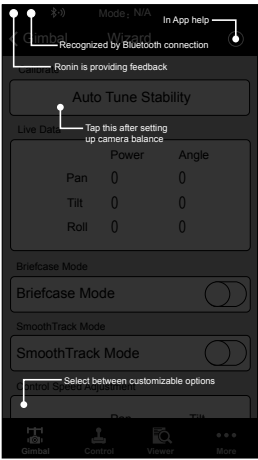 Mode: N/A
In App help
Gimbal Wizard
Recognized by Bluetooth connection
Ronin is providing feedback
Calibrate
Auto Tune Stability
Live Data
Tap this after setting
up camera balance
Power Angle
Pan 0 0
Tilt 0 0
Roll 0 0
Briefcase Mode
Briefcase Mode
SmoothTrack Mode
SmoothTrack Mode
Select between customizable options
Control Speed Adjustment
Pan Tilt
Gimbal Control Viewer More